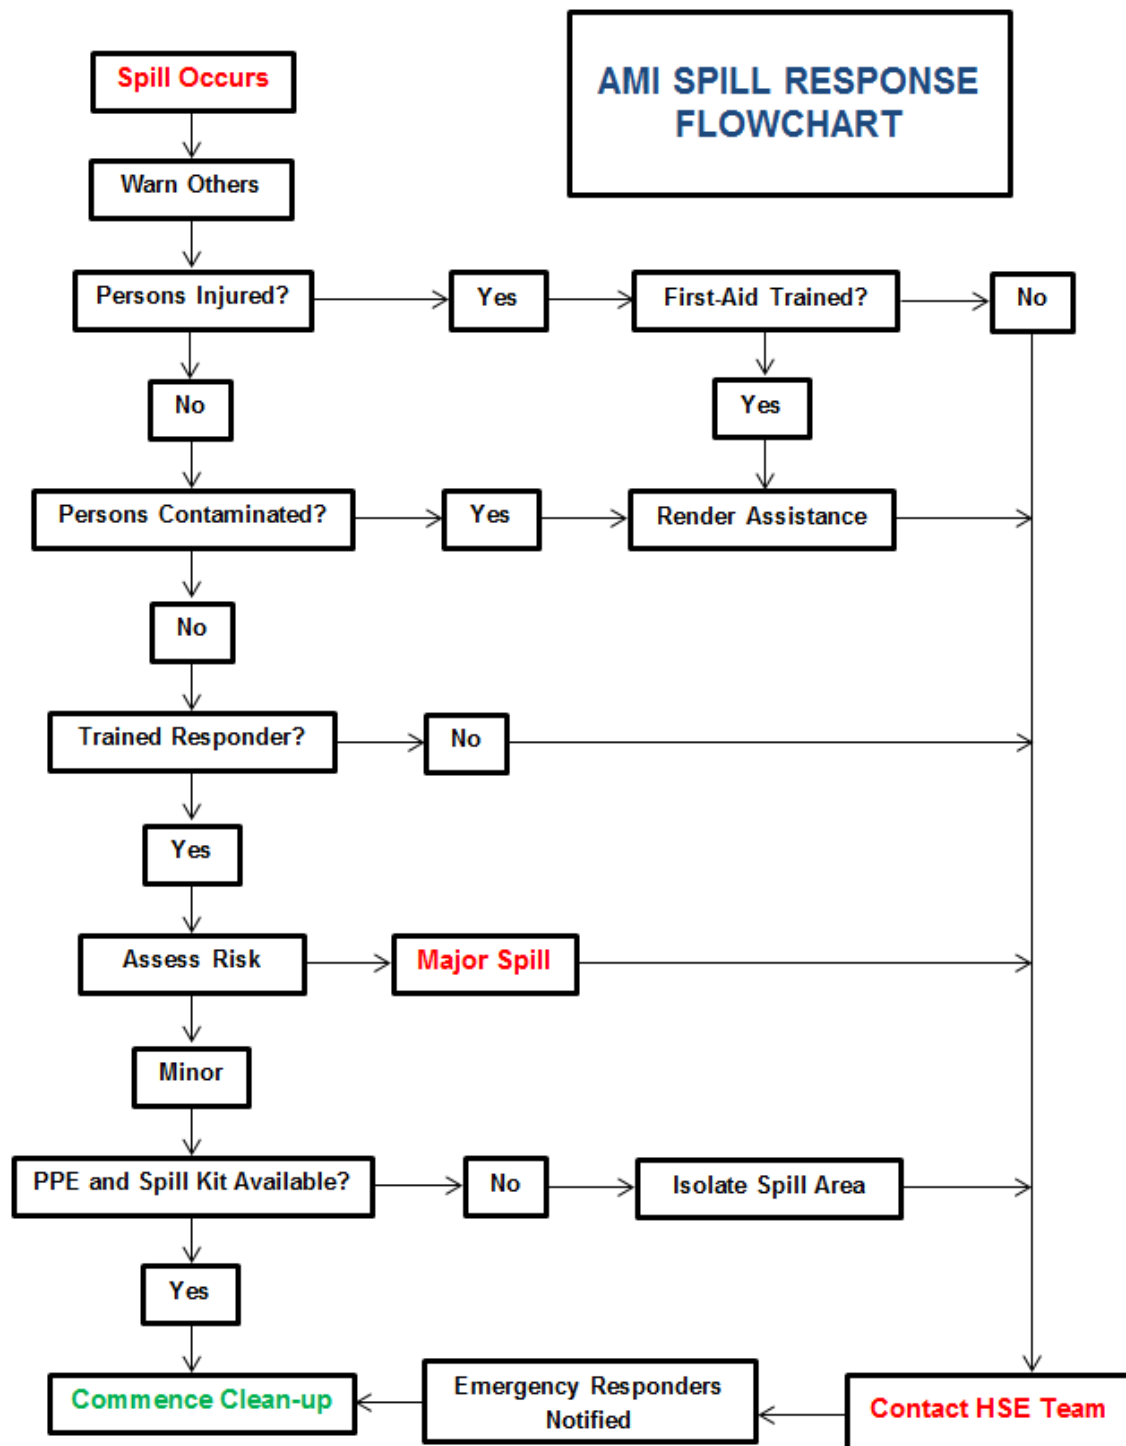 AMI SPILL RESPONSE
FLOWCHART
Spill Occurs
Warn Others
Persons Injured?
Yes
First-Aid Trained?
No
No
Yes
Persons Contaminated?
Yes
Render Assistance
No
Trained Responder?
No
Yes
Assess Risk
Major Spill
Minor
PPE and Spill Kit Available?
No
Isolate Spill Area
Yes
Commence Clean-up
Emergency Responders
Notified
Contact HSE Team